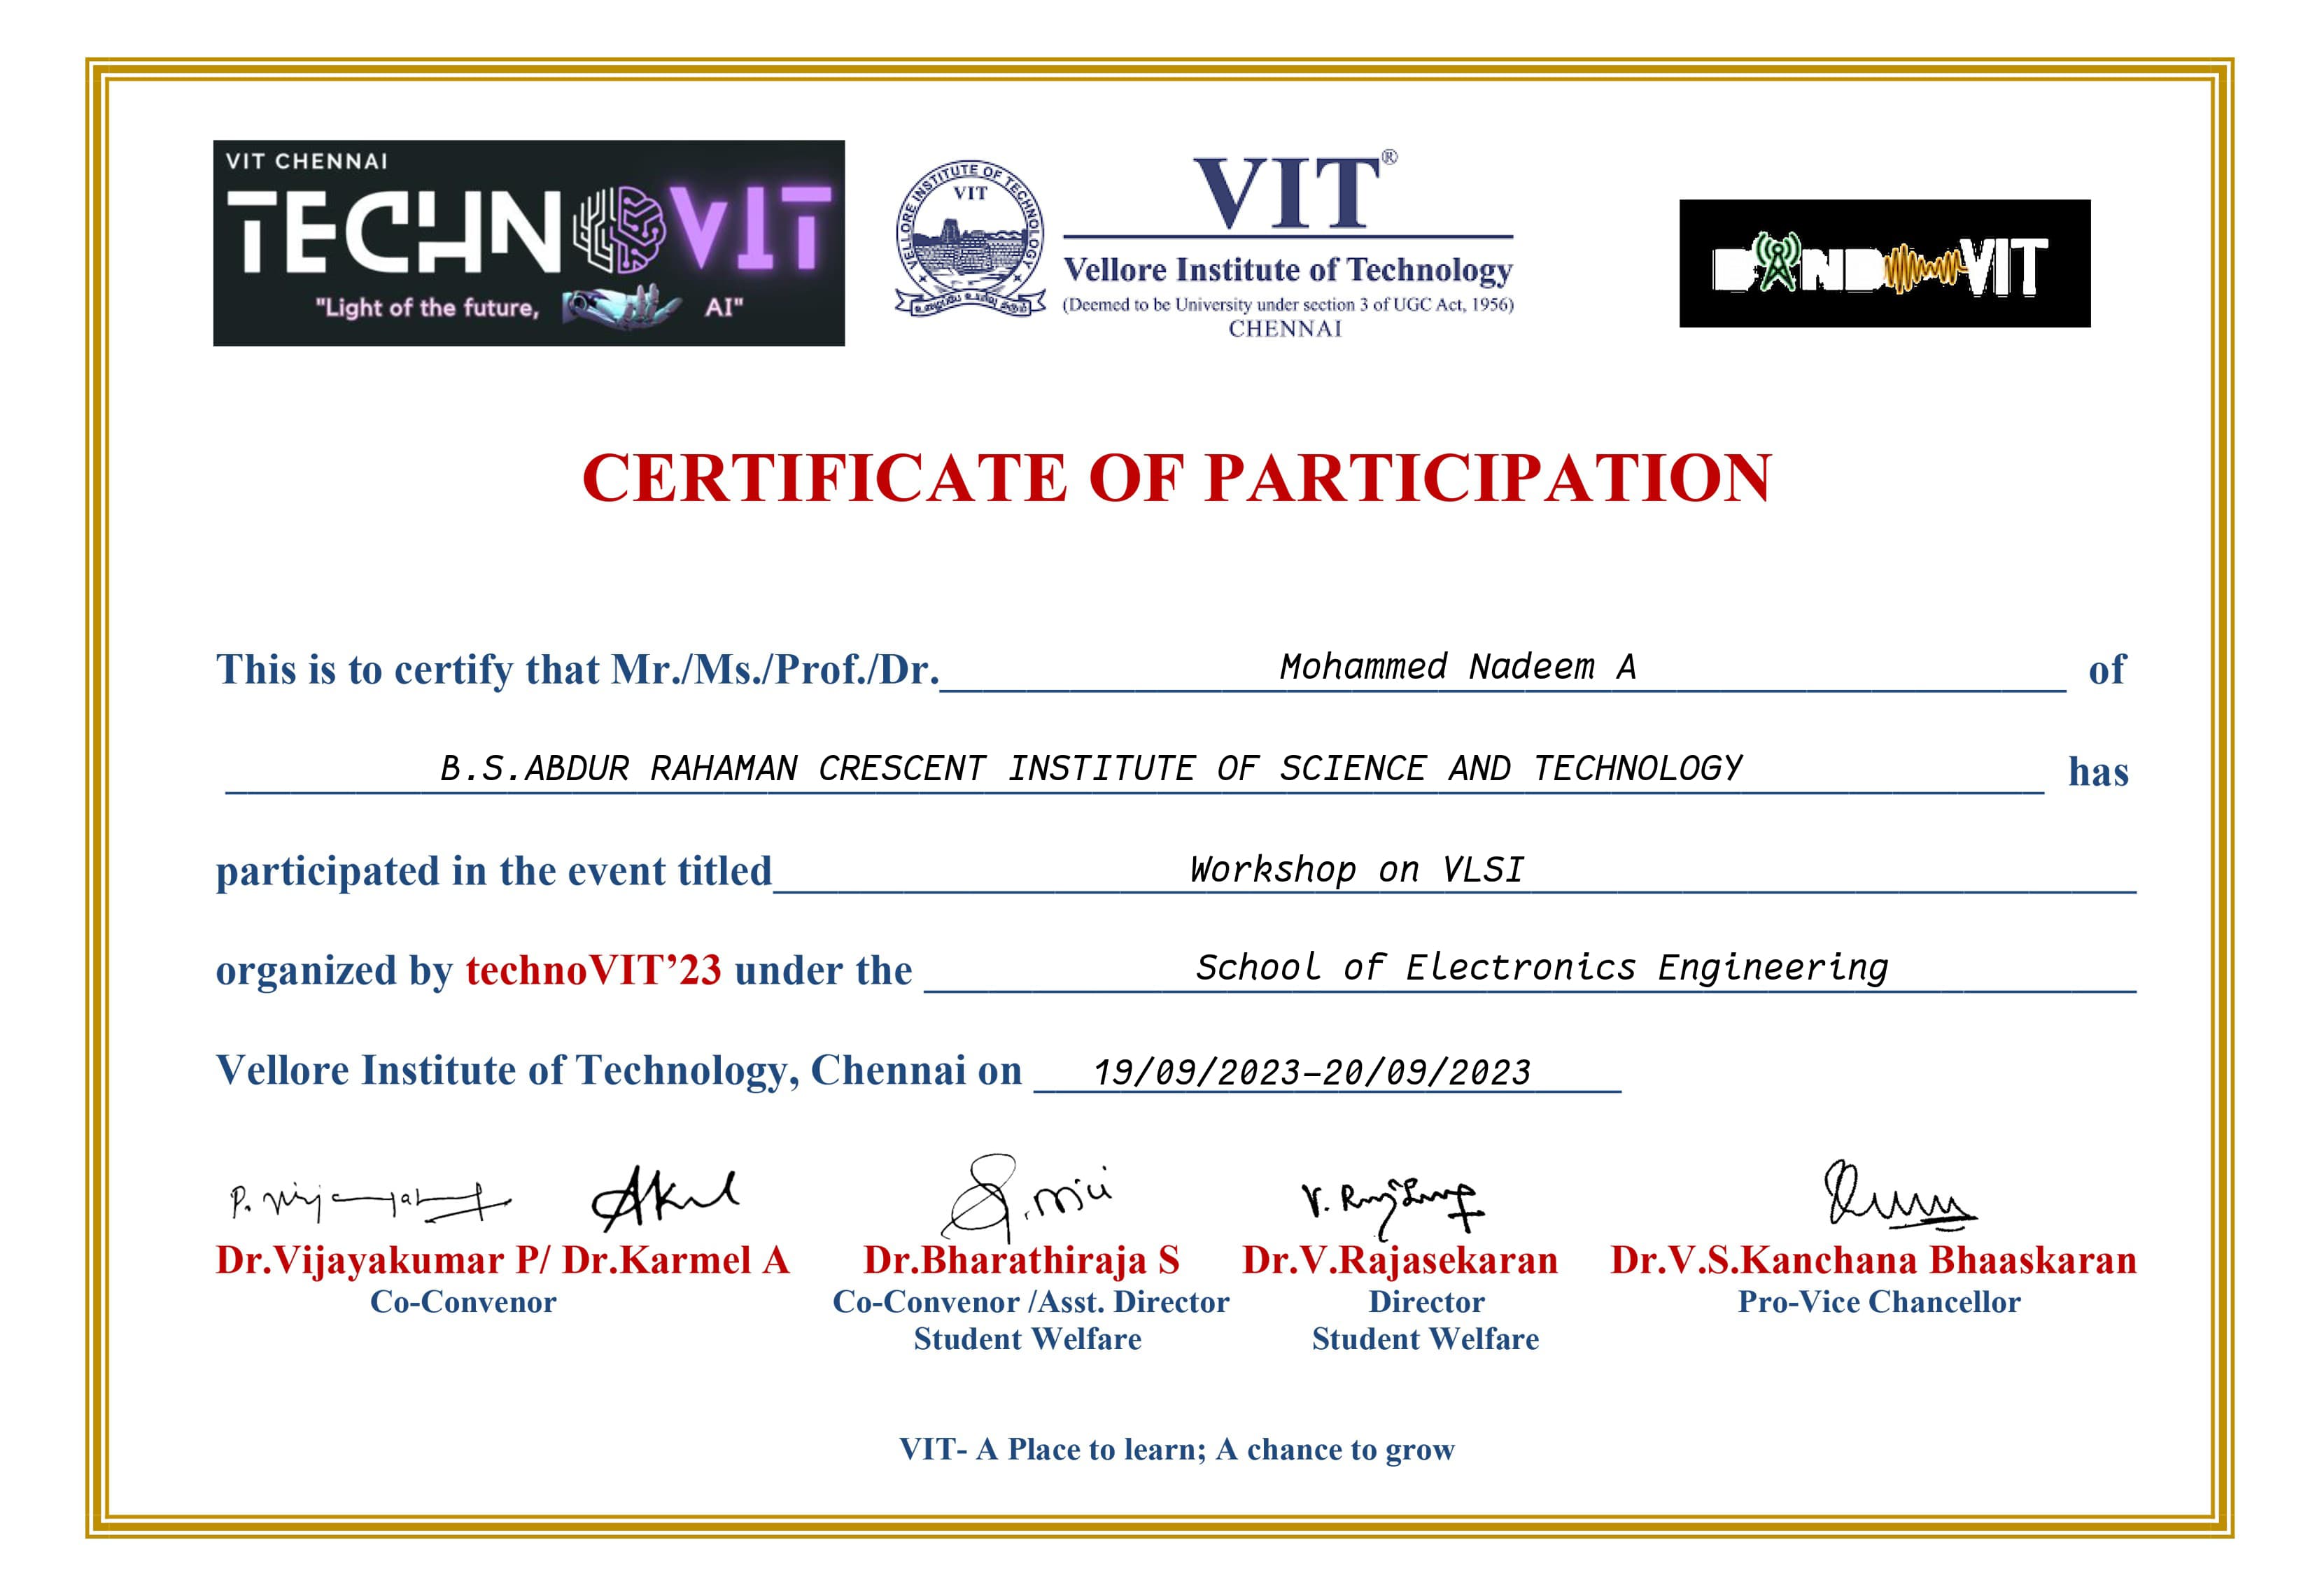 VIT CHENNAI
TECHNOVIT
"Light of the future, AI"
VELLORE INSTITUTE OF TECHNOLOGY
VIT
VIT®
Vellore Institute of Technology
(Deemed to be University under section 3 of UGC Act, 1956)
CHENNAI
BANDVIT
CERTIFICATE OF PARTICIPATION
This is to certify that Mr./Ms./Prof./Dr. Mohammed Nadeem A of
B.S.ABDUR RAHAMAN CRESCENT INSTITUTE OF SCIENCE AND TECHNOLOGY has
participated in the event titled Workshop on VLSI
organized by technoVIT’23 under the School of Electronics Engineering
Vellore Institute of Technology, Chennai on 19/09/2023-20/09/2023
Dr.Vijayakumar P/ Dr.Karmel A Dr.Bharathiraja S Dr.V.Rajasekaran Dr.V.S.Kanchana Bhaaskaran
Co-Convenor Co-Convenor /Asst. Director Director Pro-Vice Chancellor
Student Welfare Student Welfare
VIT- A Place to learn; A chance to grow